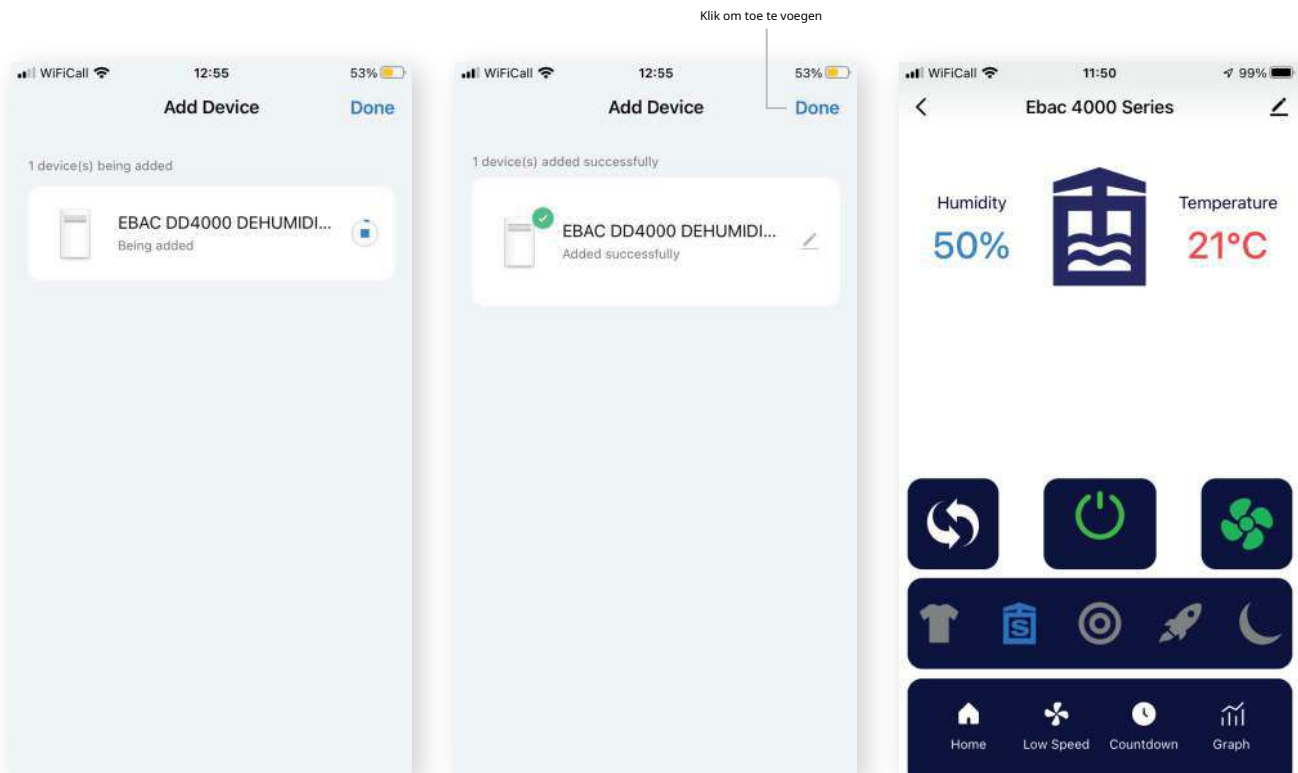 Klik om toe te voegen
WiFiCall 12:55 53%
Add Device Done
1 device(s) being added
EBAC DD4000 DEHUMIDI...
Being added
WiFiCall 12:55 53%
Add Device Done
1 device(s) added successfully
EBAC DD4000 DEHUMIDI...
Added successfully
WiFiCall 11:50 99%
Ebac 4000 Series
Humidity
50%
Temperature
21°C
S
Home Low Speed Countdown Graph